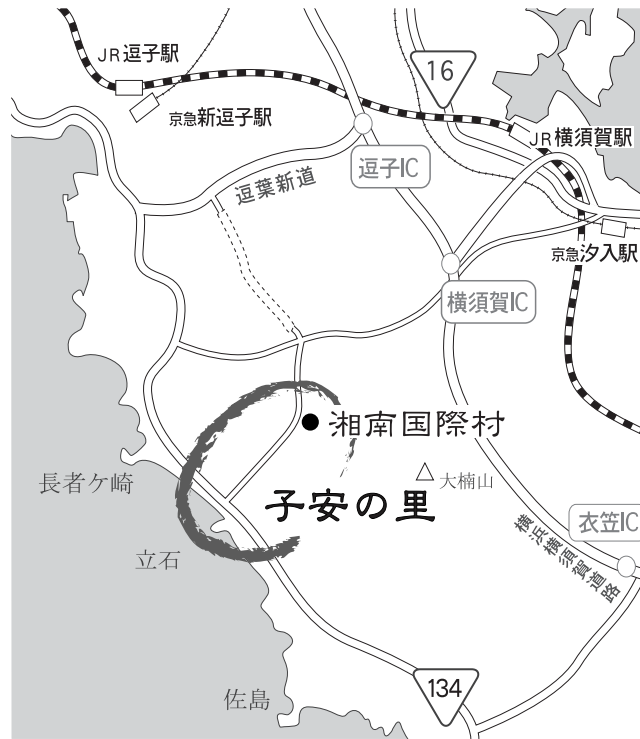 JR逗子駅
京急新逗子駅
16
JR横須賀駅
逗子IC
逗葉新道
京急汐入駅
横須賀IC
湘南国際村
長者ケ崎
大楠山
子安の里
衣笠IC
横浜横須賀道路
立石
134
佐島